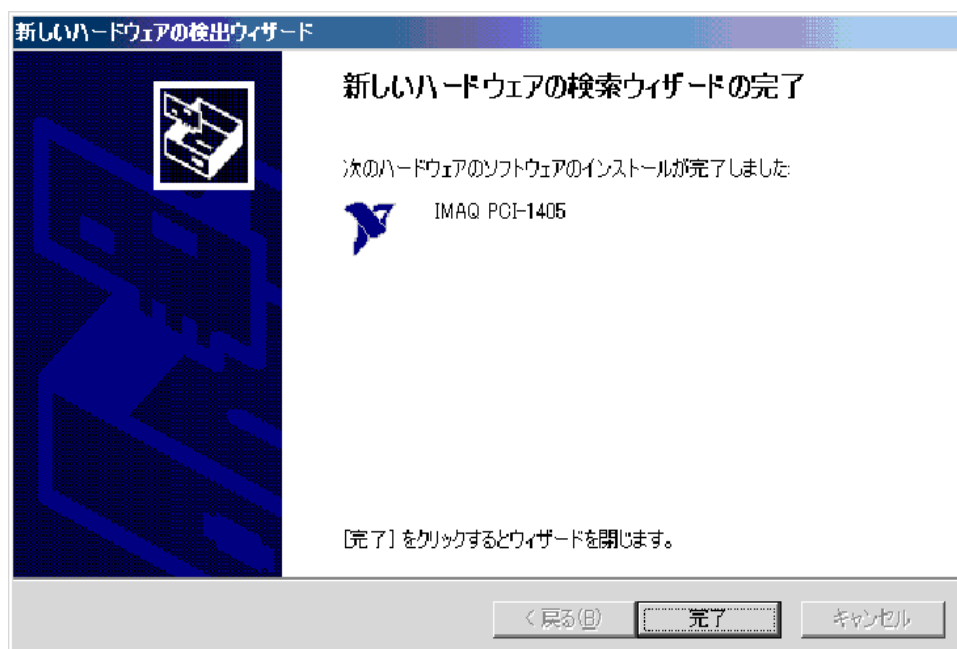 新しいハードウェアの検出ウィザード
新しいハードウェアの検索ウィザードの完了
次のハードウェアのソフトウェアのインストールが完了しました:
IMAQ PCI-1405
[完了] をクリックするとウィザードを閉じます。
< 戻る(B)
完了
キャンセル